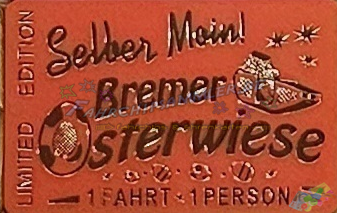 LIMITED EDITION
Selber Moin!
Bremer
Osterwiese
1 FAHRT - 1 PERSON